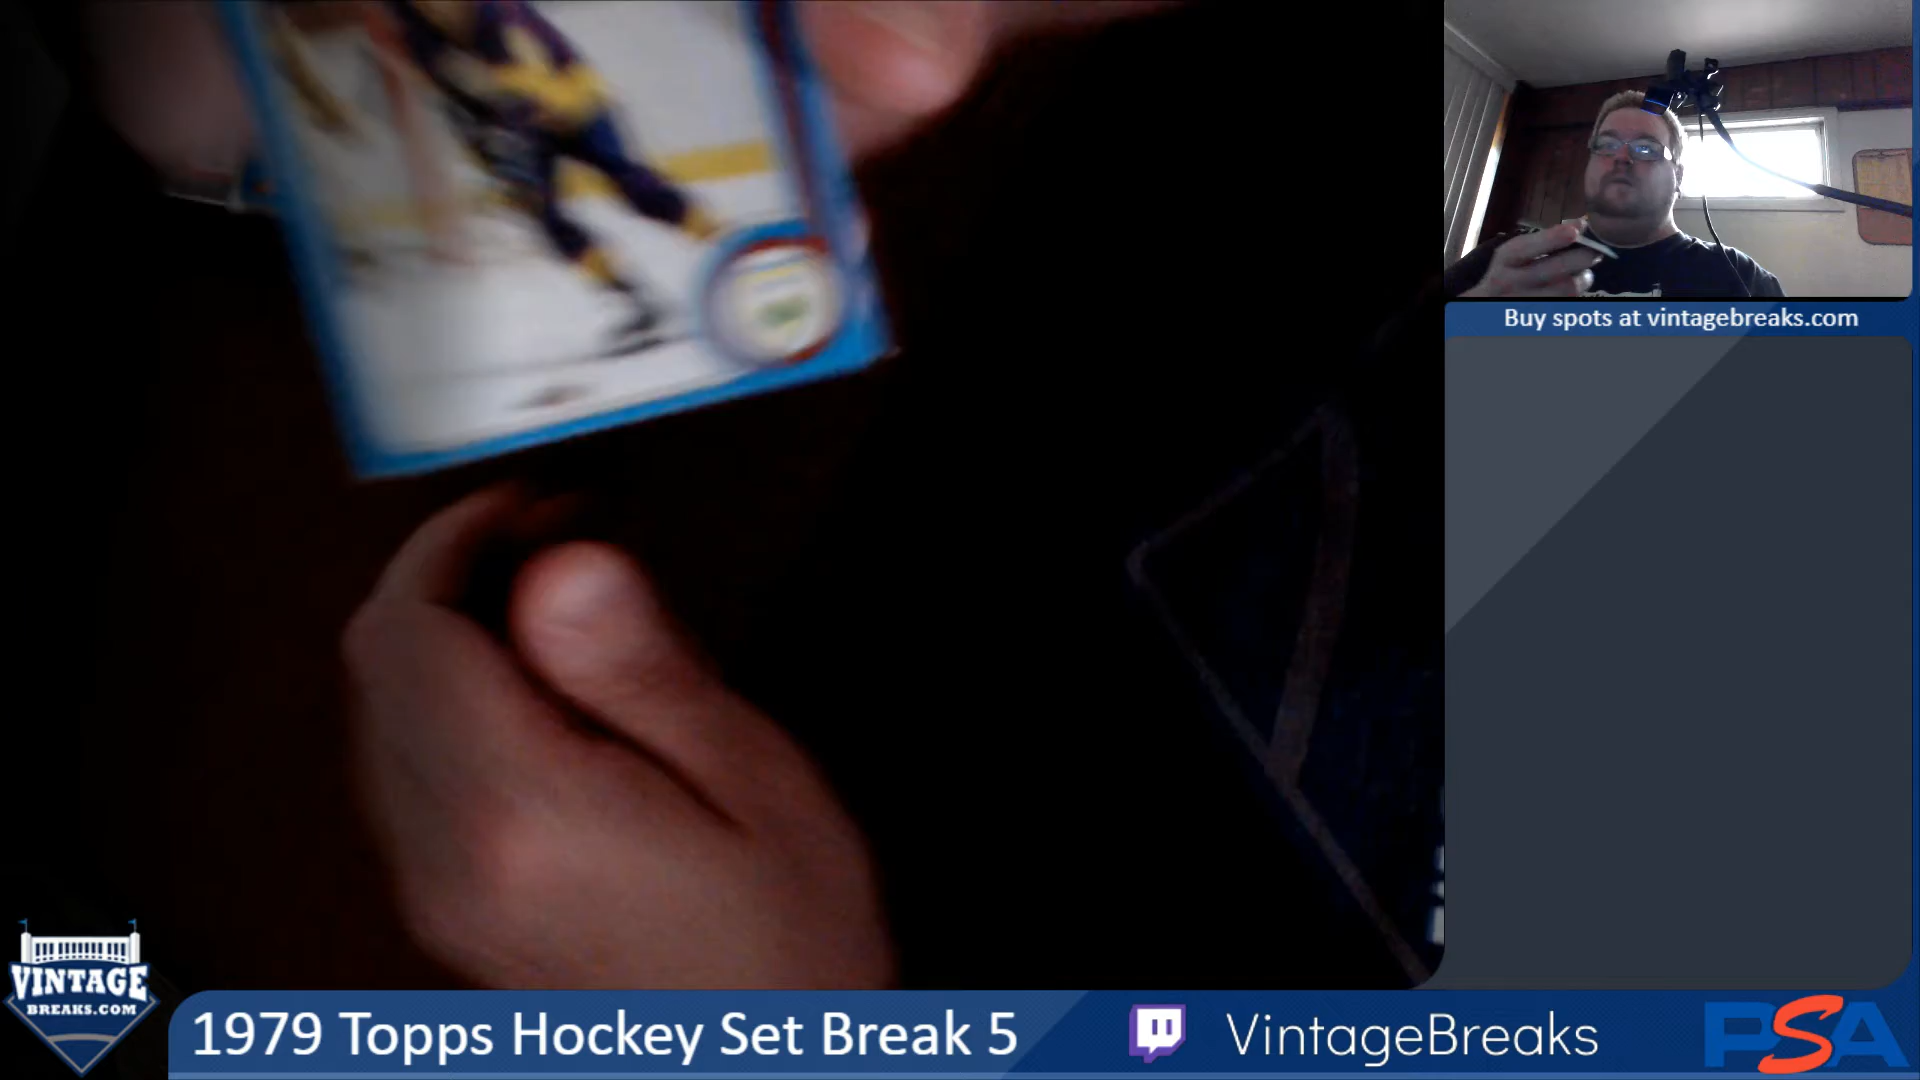 Buy spots at vintagebreaks.com
VINTAGE
BREAKS.COM
1979 Topps Hockey Set Break 5
VintageBreaks
PSA